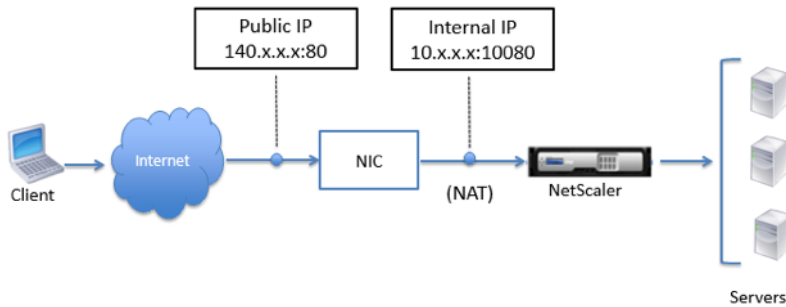 Public IP
140.x.x.x:80
Internal IP
10.x.x.x:10080
Client
Internet
NIC
(NAT)
NetScaler
Servers